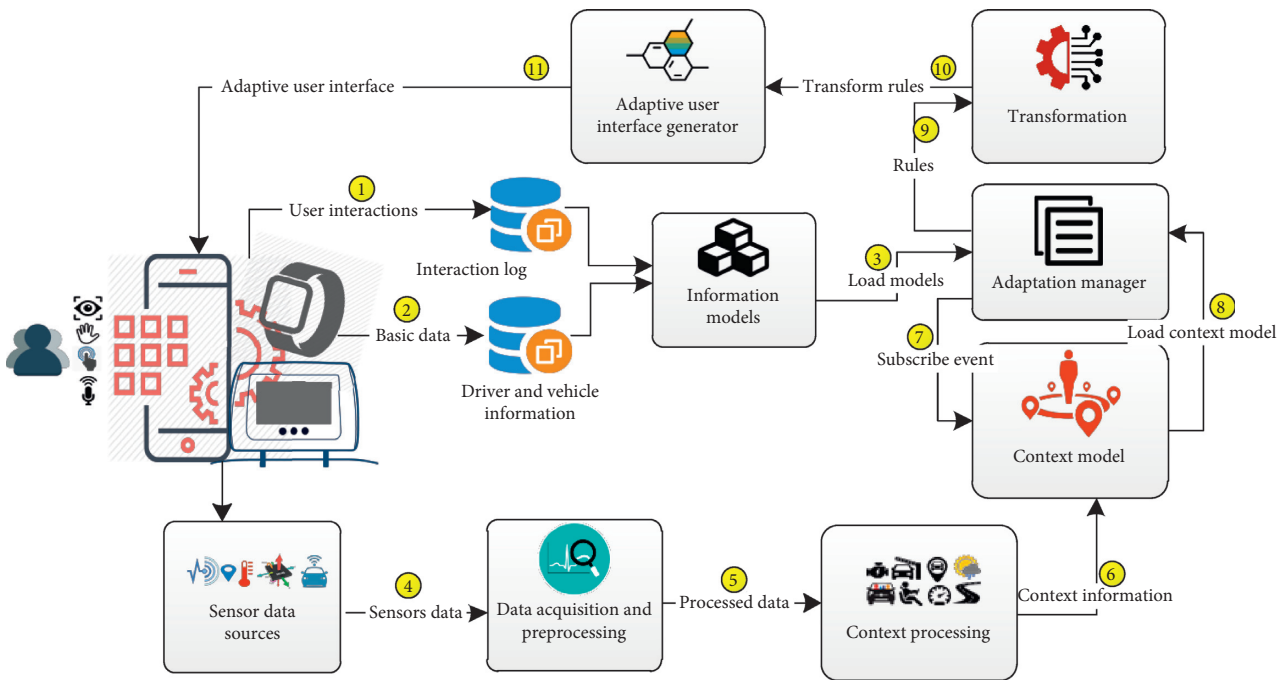 11
10
Adaptive user interface
Adaptive user
interface generator
Transform rules
Transformation
9
Rules
1
User interactions
Interaction log
2
Basic data
Driver and vehicle
information
Information
models
3
Load models
Adaptation manager
7
Subscribe event
8
Load context model
Context model
Sensor data
sources
4
Sensors data
Data acquisition and
preprocessing
5
Processed data
Context processing
6
Context information